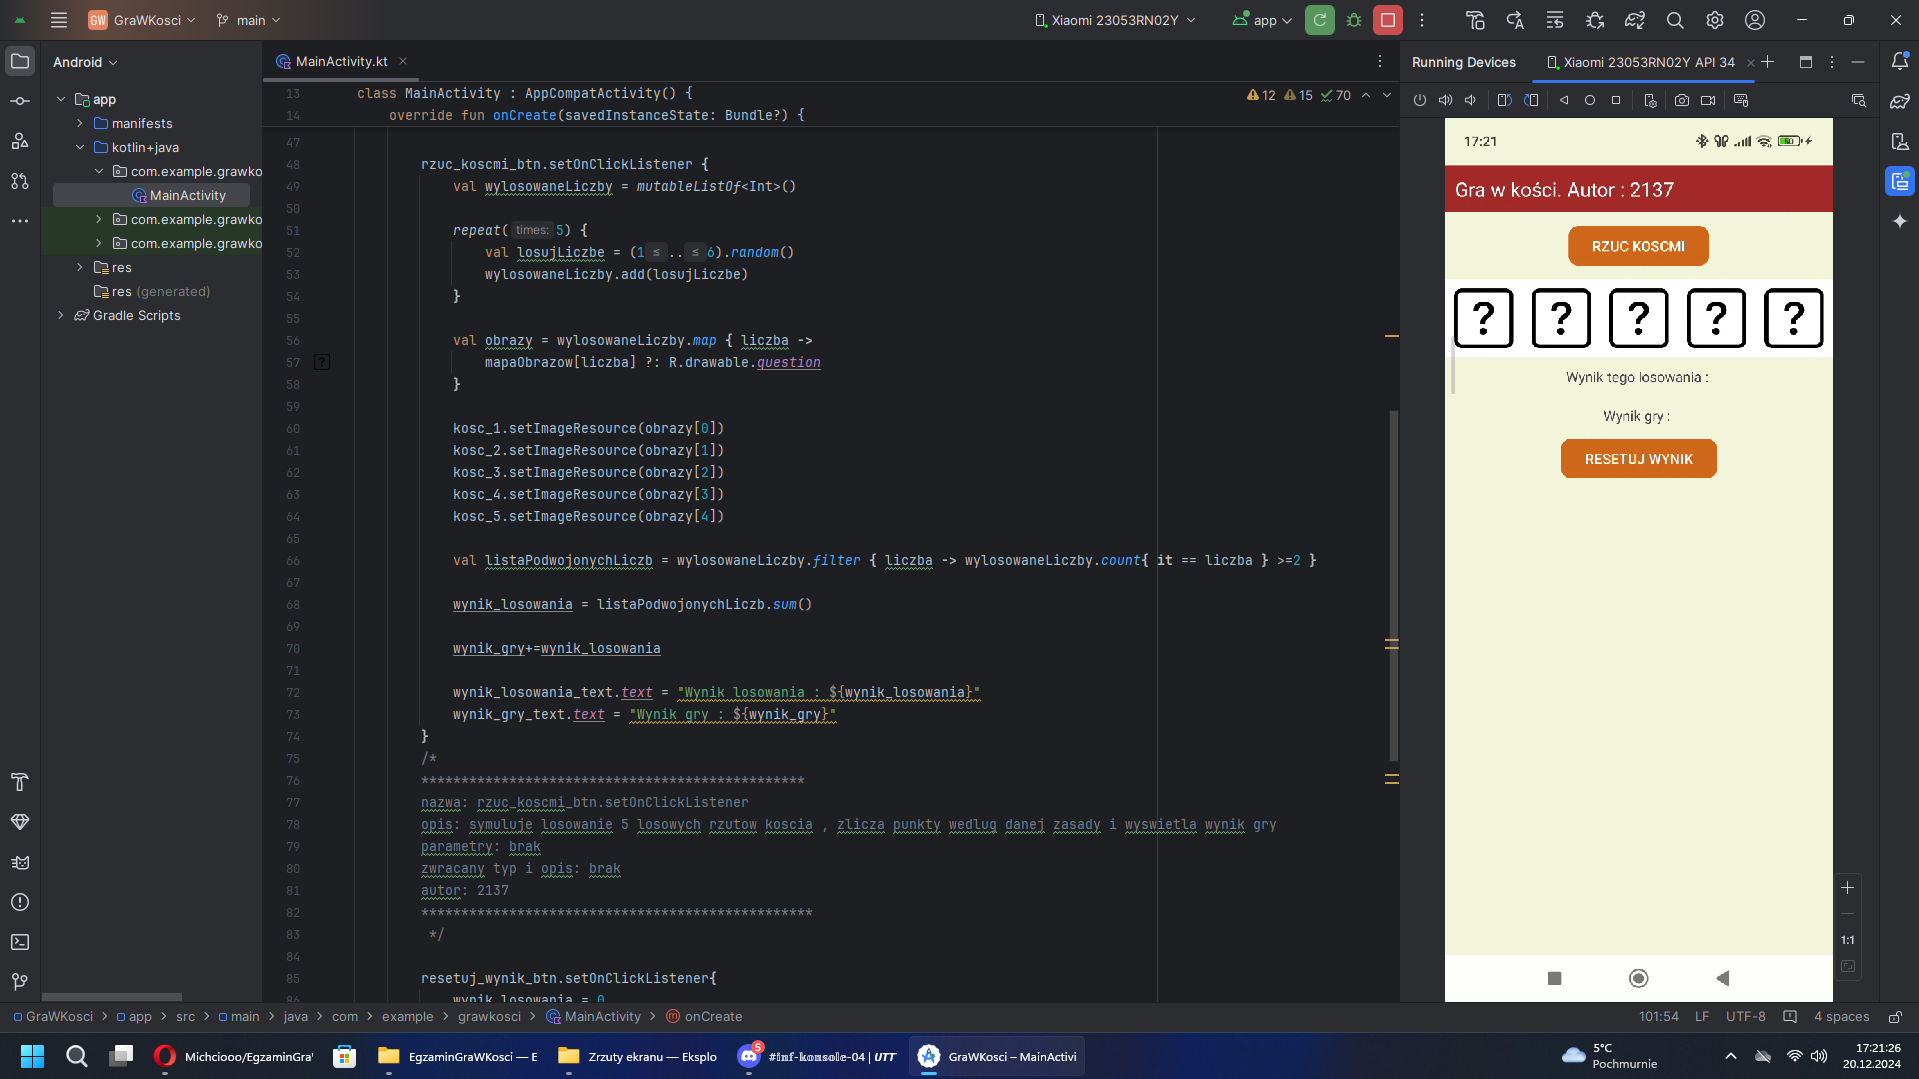 GW GraWKosci main
Xiaomi 23053RN02Y app
Android
MainActivity.kt
Running Devices Xiaomi 23053RN02Y API 34
app
manifests
kotlin+java
com.example.grawko
MainActivity
com.example.grawko
com.example.grawko
res
res (generated)
Gradle Scripts
12 15 70
13 class MainActivity : AppCompatActivity() {
14 override fun onCreate(savedInstanceState: Bundle?) {
47
48 rzuc_koscmi_btn.setOnClickListener {
49 val wylosowaneLiczby = mutableListOf<Int>()
50
51 repeat( times: 5) {
52 val losujLiczbe = (1 ≤ .. ≤ 6).random()
53 wylosowaneLiczby.add(losujLiczbe)
54 }
55
56 val obrazy = wylosowaneLiczby.map { liczba ->
57 mapaObrazow[liczba] ?: R.drawable.question
58 }
59
60 kosc_1.setImageResource(obrazy[0])
61 kosc_2.setImageResource(obrazy[1])
62 kosc_3.setImageResource(obrazy[2])
63 kosc_4.setImageResource(obrazy[3])
64 kosc_5.setImageResource(obrazy[4])
65
66 val listaPodwojonychLiczb = wylosowaneLiczby.filter { liczba -> wylosowaneLiczby.count{ it == liczba } >=2 }
67
68 wynik_losowania = listaPodwojonychLiczb.sum()
69
70 wynik_gry+=wynik_losowania
71
72 wynik_losowania_text.text = "Wynik losowania : ${wynik_losowania}"
73 wynik_gry_text.text = "Wynik gry : ${wynik_gry}"
74 }
75 /*
76 ************************************************
77 nazwa: rzuc_koscmi_btn.setOnClickListener
78 opis: symuluje losowanie 5 losowych rzutow koscia , zlicza punkty wedlug danej zasady i wyswietla wynik gry
79 parametry: brak
80 zwracany typ i opis: brak
81 autor: 2137
82 *************************************************
83 */
84
85 resetuj_wynik_btn.setOnClickListener{
86 wynik_losowania = 0
17:21
Gra w kości. Autor : 2137
RZUC KOSCMI
? ? ? ? ?
Wynik tego losowania :
Wynik gry :
RESETUJ WYNIK
1:1
GraWKosci > app > src > main > java > com > example > grawkosci > MainActivity > onCreate
101:54 LF UTF-8 4 spaces
Michciooo/EgzaminGra'
EgzaminGraWKosci — E
Zrzuty ekranu — Eksplo
5
#𝕚𝕟𝕗-𝕜𝕠𝕟𝕤𝕠𝕝𝕖-04 | UTT
GraWKosci – MainActivi
5°C
Pochmurnie
17:21:26
20.12.2024